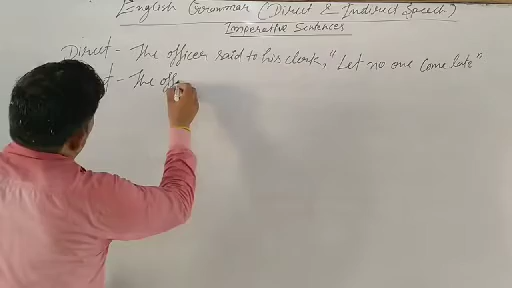 English Grammar (Direct & Indirect Speech)
Imperative Sentences
Direct - The officer said to his clerk, "Let no one come late"
t - The off